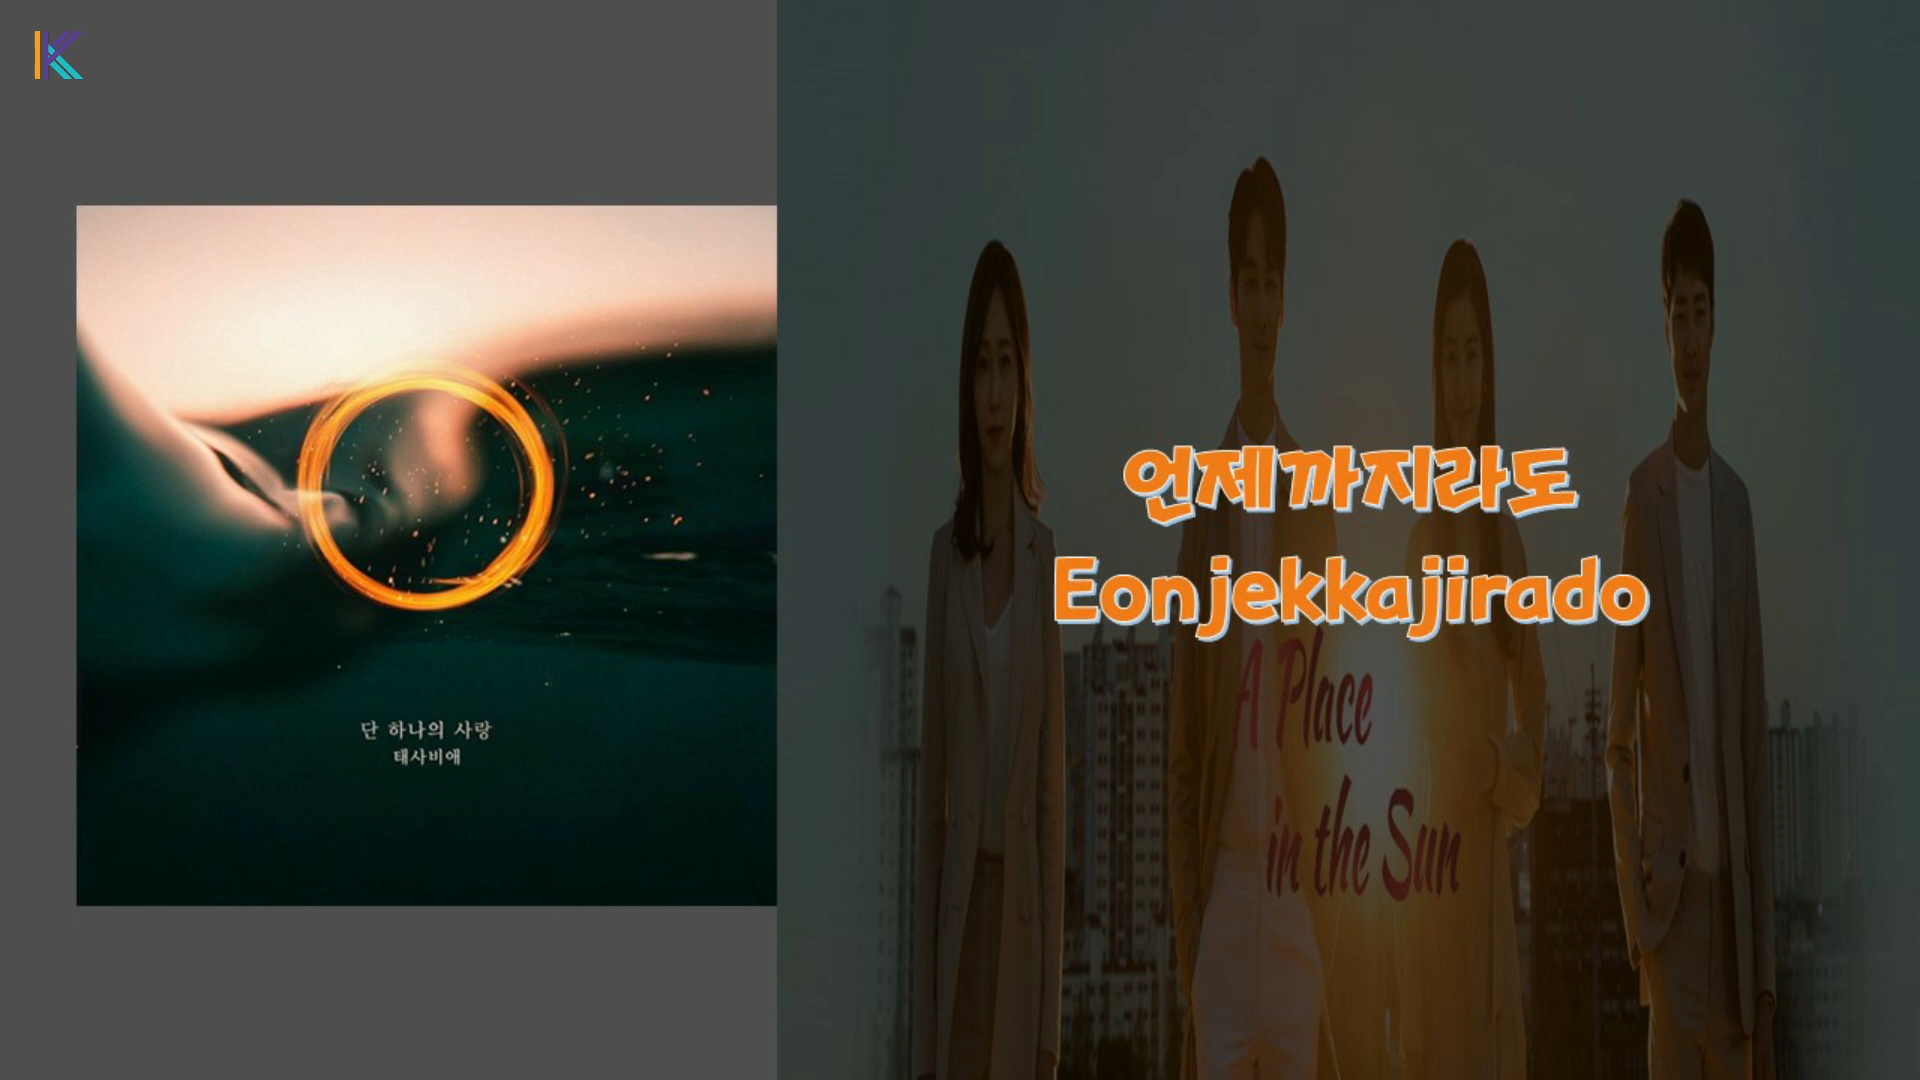 K
단 하나의 사랑
태사비애
언제까지라도
Eonjekkajirado
A Place
in the Sun